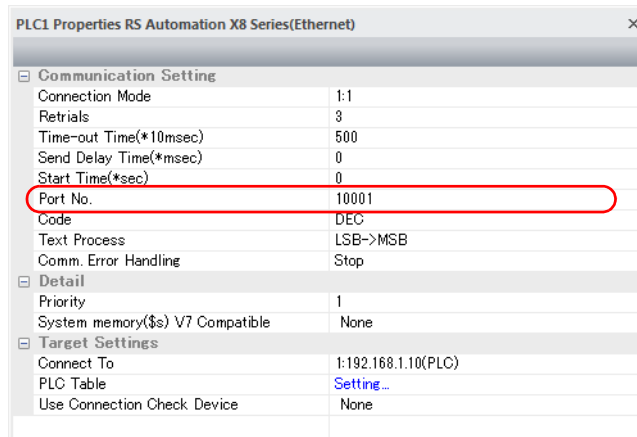 PLC1 Properties RS Automation X8 Series(Ethernet)
Communication Setting
Connection Mode 1:1
Retrials 3
Time-out Time(*10msec) 500
Send Delay Time(*msec) 0
Start Time(*sec) 0
Port No. 10001
Code DEC
Text Process LSB->MSB
Comm. Error Handling Stop
Detail
Priority 1
System memory($s) V7 Compatible None
Target Settings
Connect To 1:192.168.1.10(PLC)
PLC Table Setting...
Use Connection Check Device None